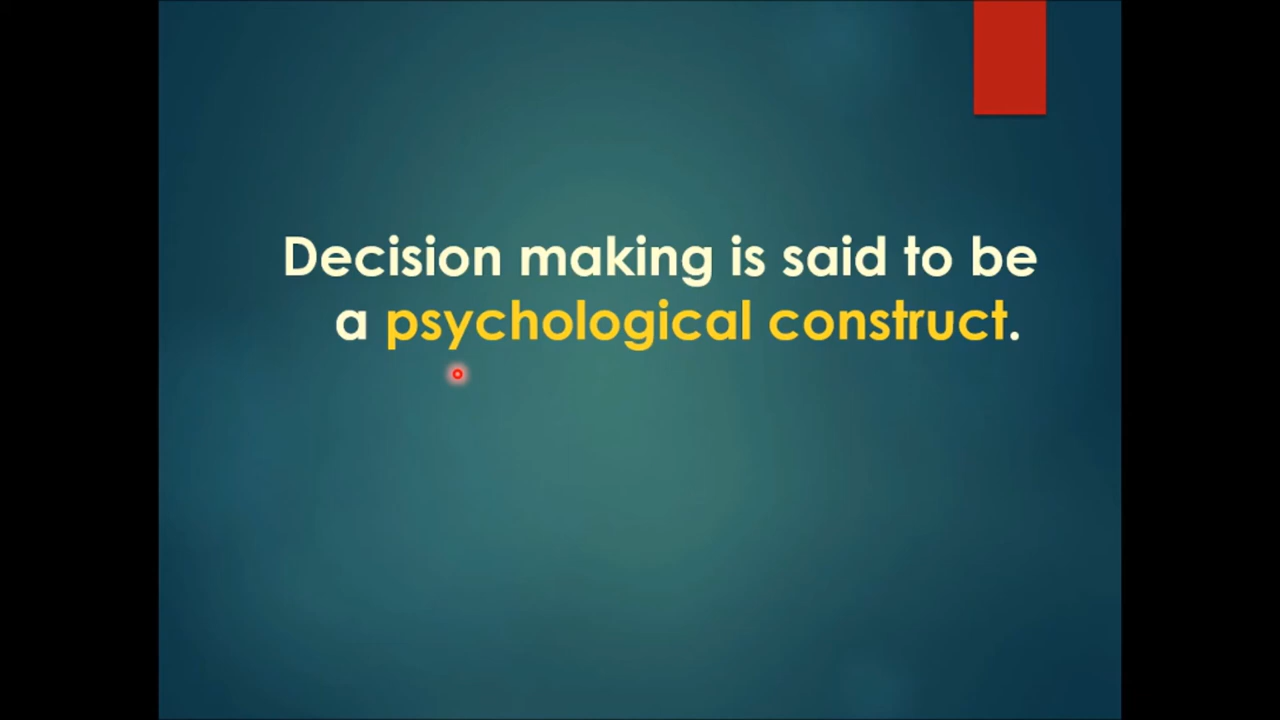 Decision making is said to be
a psychological construct.